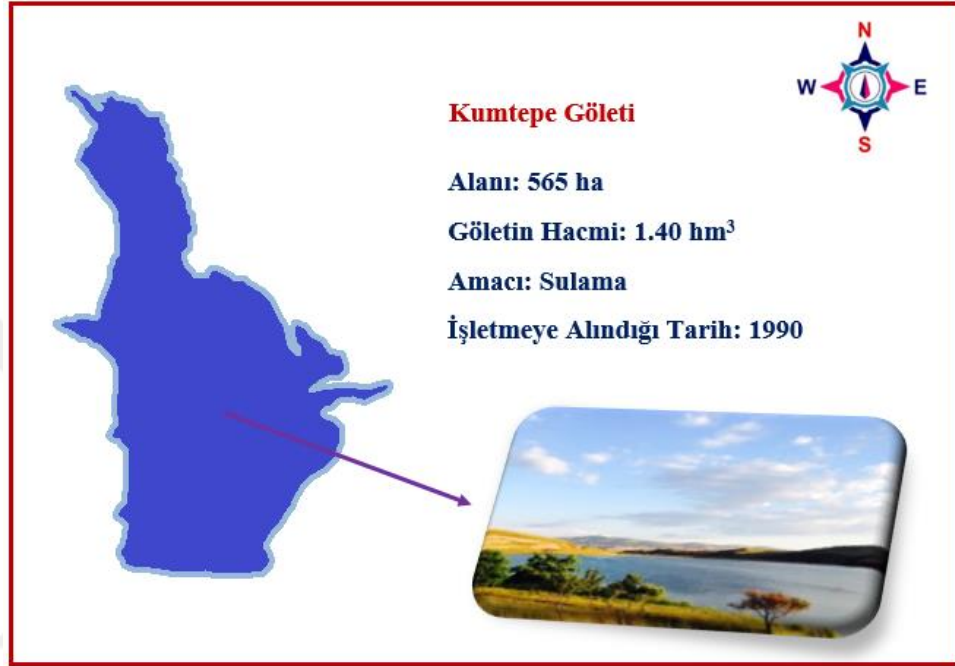 N
W E
S
Kumtepe Göleti
Alanı: 565 ha
Göletin Hacmi: 1.40 hm³
Amacı: Sulama
İşletmeye Alındığı Tarih: 1990